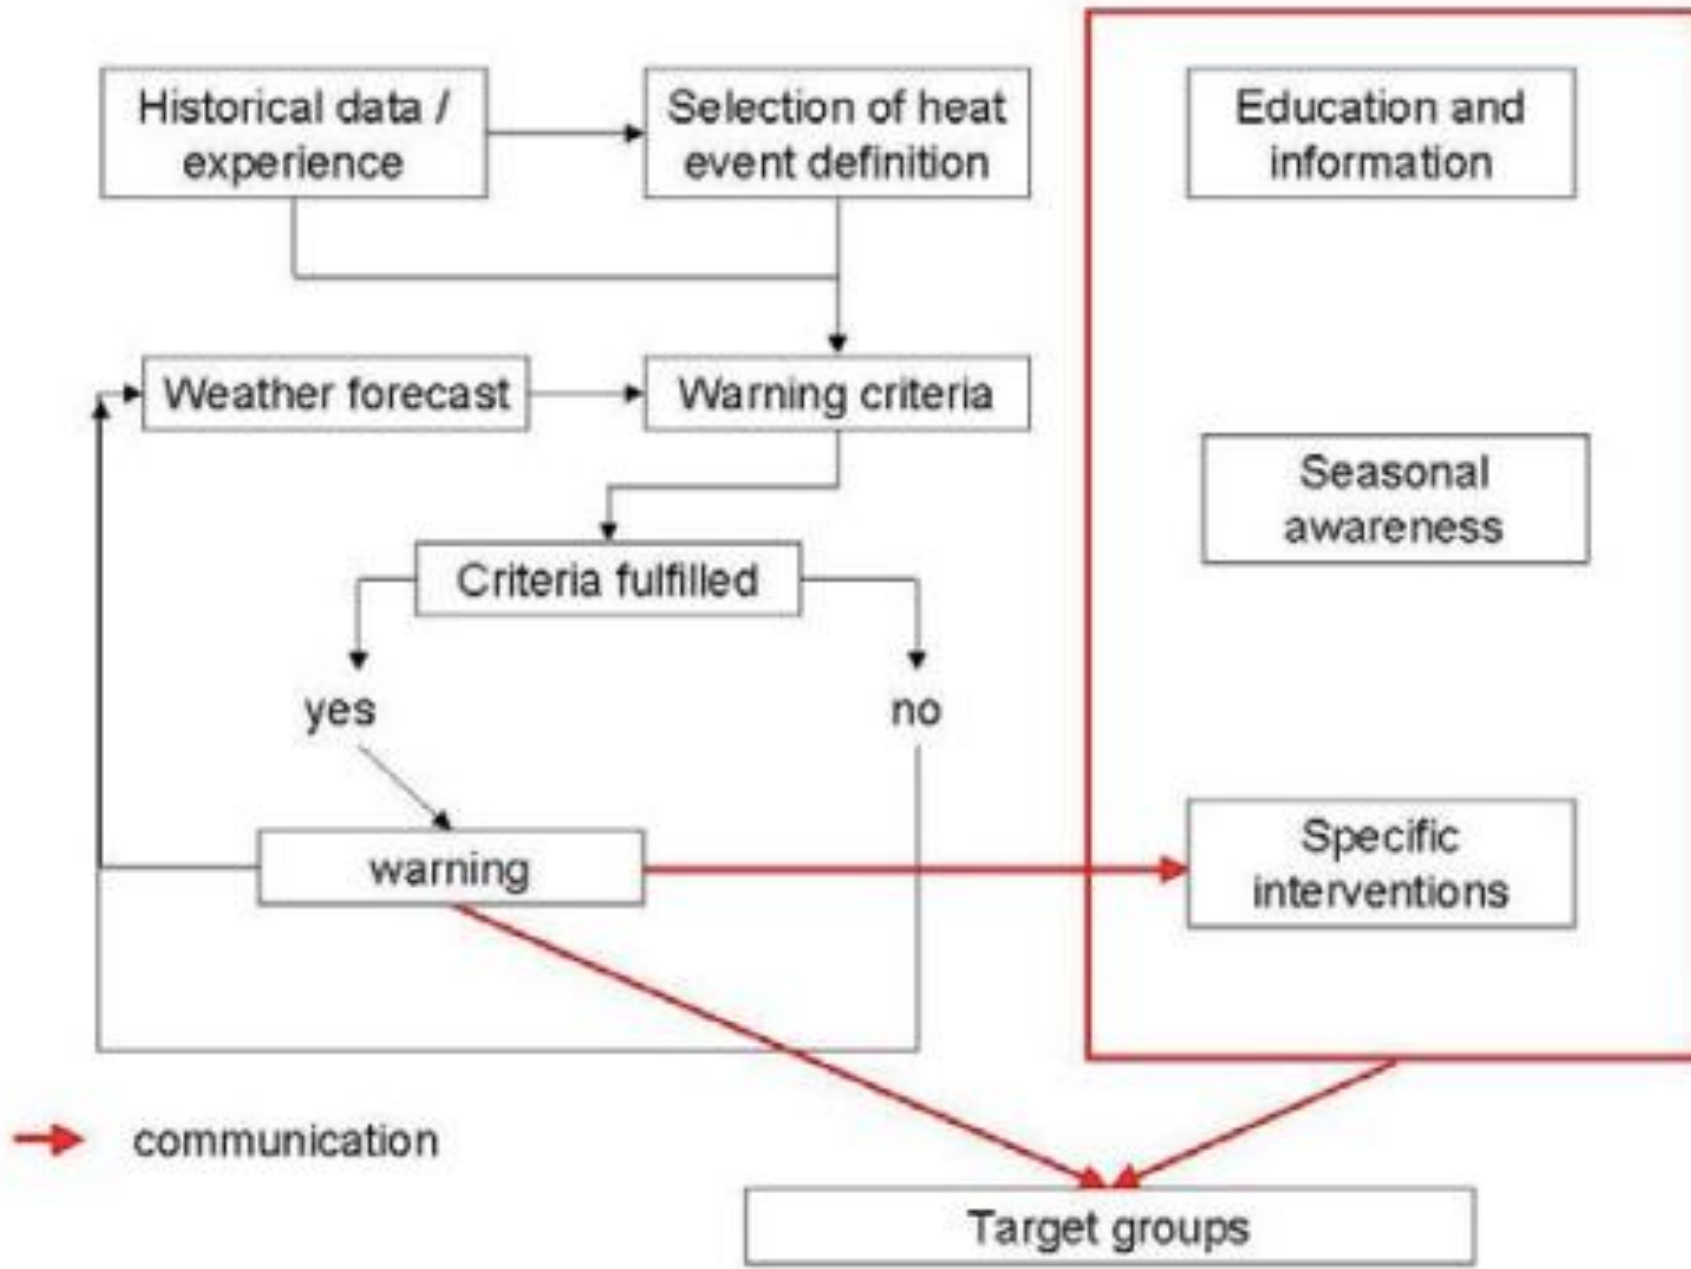 Historical data /
experience
Selection of heat
event definition
Education and
information
Weather forecast
Warning criteria
Seasonal
awareness
Criteria fulfilled
yes
no
warning
Specific
interventions
communication
Target groups